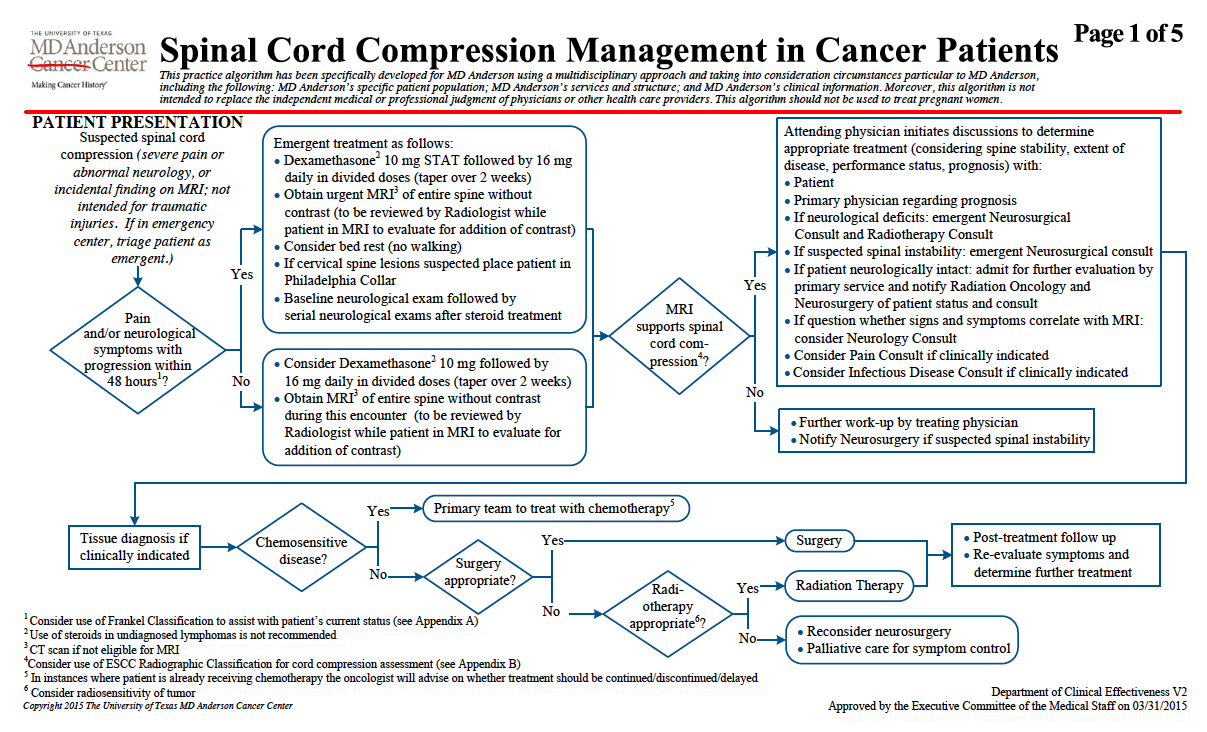 THE UNIVERSITY OF TEXAS
MDAnderson
Cancer Center
Making Cancer History®
Spinal Cord Compression Management in Cancer Patients
Page 1 of 5
This practice algorithm has been specifically developed for MD Anderson using a multidisciplinary approach and taking into consideration circumstances particular to MD Anderson,
including the following: MD Anderson's specific patient population; MD Anderson's services and structure; and MD Anderson's clinical information. Moreover, this algorithm is not
intended to replace the independent medical or professional judgment of physicians or other health care providers. This algorithm should not be used to treat pregnant women.
PATIENT PRESENTATION
Suspected spinal cord
compression (severe pain or
abnormal neurology, or
incidental finding on MRI; not
intended for traumatic
injuries. If in emergency
center, triage patient as
emergent.)
Pain
and/or neurological
symptoms with
progression within
48 hours1?
Yes
No
Emergent treatment as follows:
• Dexamethasone2 10 mg STAT followed by 16 mg
daily in divided doses (taper over 2 weeks)
• Obtain urgent MRI3 of entire spine without
contrast (to be reviewed by Radiologist while
patient in MRI to evaluate for addition of contrast)
• Consider bed rest (no walking)
• If cervical spine lesions suspected place patient in
Philadelphia Collar
• Baseline neurological exam followed by
serial neurological exams after steroid treatment
• Consider Dexamethasone2 10 mg followed by
16 mg daily in divided doses (taper over 2 weeks)
• Obtain MRI3 of entire spine without contrast
during this encounter (to be reviewed by
Radiologist while patient in MRI to evaluate for
addition of contrast)
MRI
supports spinal
cord com-
pression4?
Yes
No
Attending physician initiates discussions to determine
appropriate treatment (considering spine stability, extent of
disease, performance status, prognosis) with:
• Patient
• Primary physician regarding prognosis
• If neurological deficits: emergent Neurosurgical
Consult and Radiotherapy Consult
• If suspected spinal instability: emergent Neurosurgical consult
• If patient neurologically intact: admit for further evaluation by
primary service and notify Radiation Oncology and
Neurosurgery of patient status and consult
• If question whether signs and symptoms correlate with MRI:
consider Neurology Consult
• Consider Pain Consult if clinically indicated
• Consider Infectious Disease Consult if clinically indicated
• Further work-up by treating physician
• Notify Neurosurgery if suspected spinal instability
Tissue diagnosis if
clinically indicated
Chemosensitive
disease?
Yes
No
Primary team to treat with chemotherapy5
Surgery
appropriate?
Yes
No
Surgery
Radi-
otherapy
appropriate6?
Yes
No
Radiation Therapy
• Reconsider neurosurgery
• Palliative care for symptom control
• Post-treatment follow up
• Re-evaluate symptoms and
determine further treatment
1 Consider use of Frankel Classification to assist with patient's current status (see Appendix A)
2 Use of steroids in undiagnosed lymphomas is not recommended
3 CT scan if not eligible for MRI
4Consider use of ESCC Radiographic Classification for cord compression assessment (see Appendix B)
5 In instances where patient is already receiving chemotherapy the oncologist will advise on whether treatment should be continued/discontinued/delayed
6 Consider radiosensitivity of tumor
Copyright 2015 The University of Texas MD Anderson Cancer Center
Department of Clinical Effectiveness V2
Approved by the Executive Committee of the Medical Staff on 03/31/2015